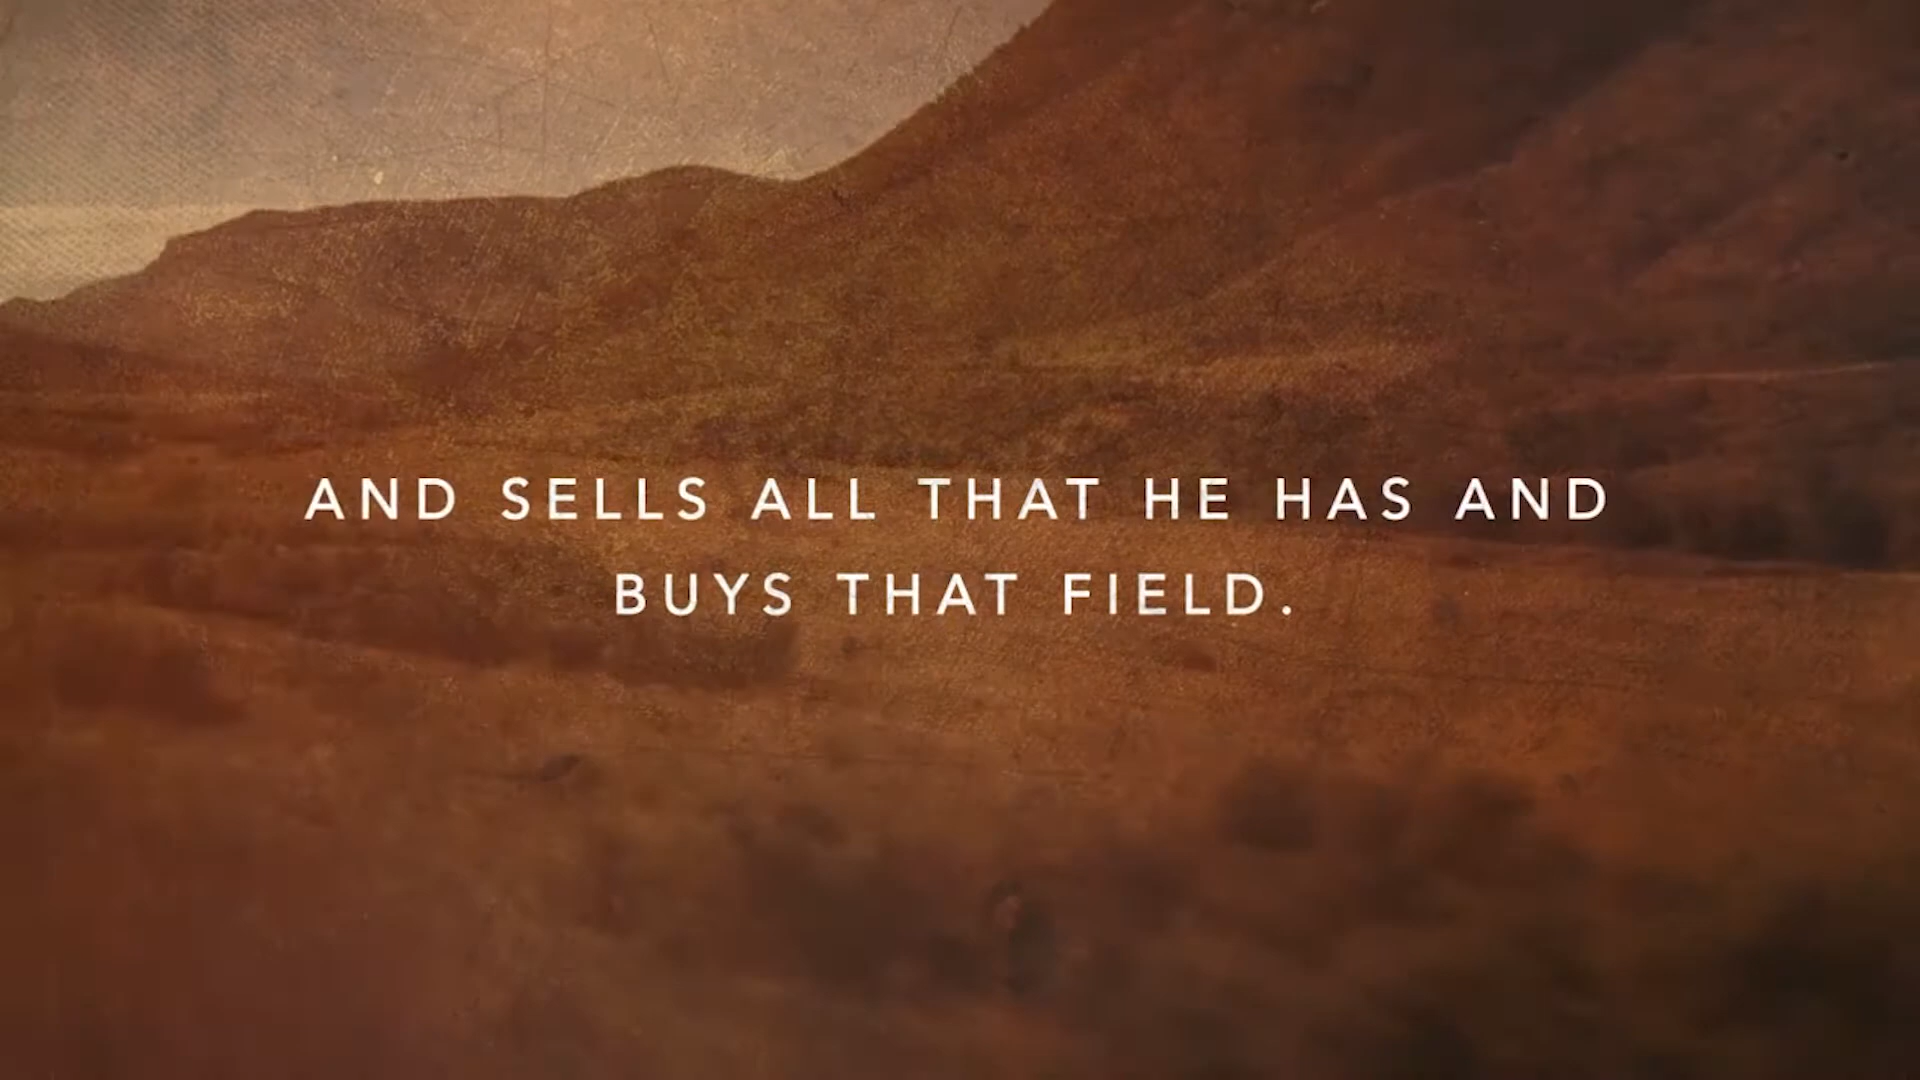 AND SELLS ALL THAT HE HAS AND
BUYS THAT FIELD.